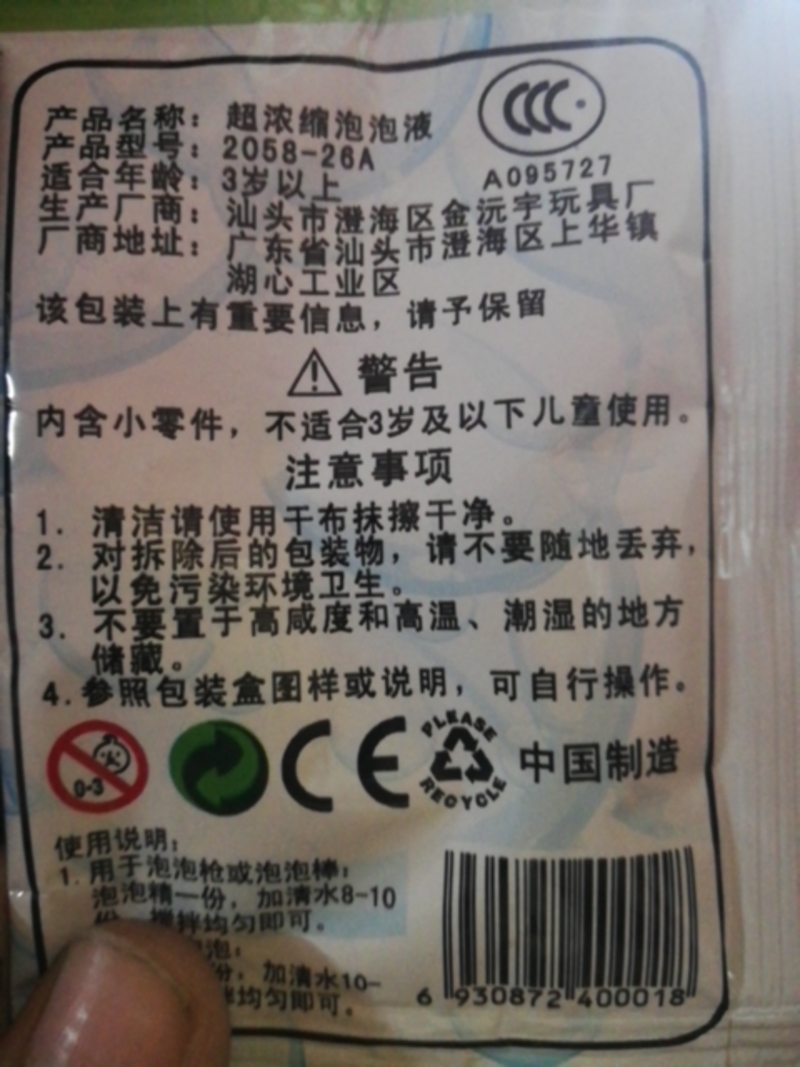 CCC
A095727
产品名称：超浓缩泡泡液
产品型号：2058-26A
适合年龄：3岁以上
生产厂商：汕头市澄海区金沅宇玩具厂
厂商地址：广东省汕头市澄海区上华镇
湖心工业区
该包装上有重要信息，请予保留
警告
内含小零件，不适合3岁及以下儿童使用。
注意事项
1. 清洁请使用干布抹擦干净。
2. 对拆除后的包装物，请不要随地丢弃，
以免污染环境卫生。
3. 不要置于高咸度和高温、潮湿的地方
储藏。
4.参照包装盒图样或说明，可自行操作。
0-3
CE
PLEASE
RECYCLE
中国制造
使用说明：
1.用于泡泡枪或泡泡棒：
泡泡精一份，加清水8-10
份，搅拌均匀即可。
泡：
份，加清水10-
拌均匀即可。
6 930872 400018